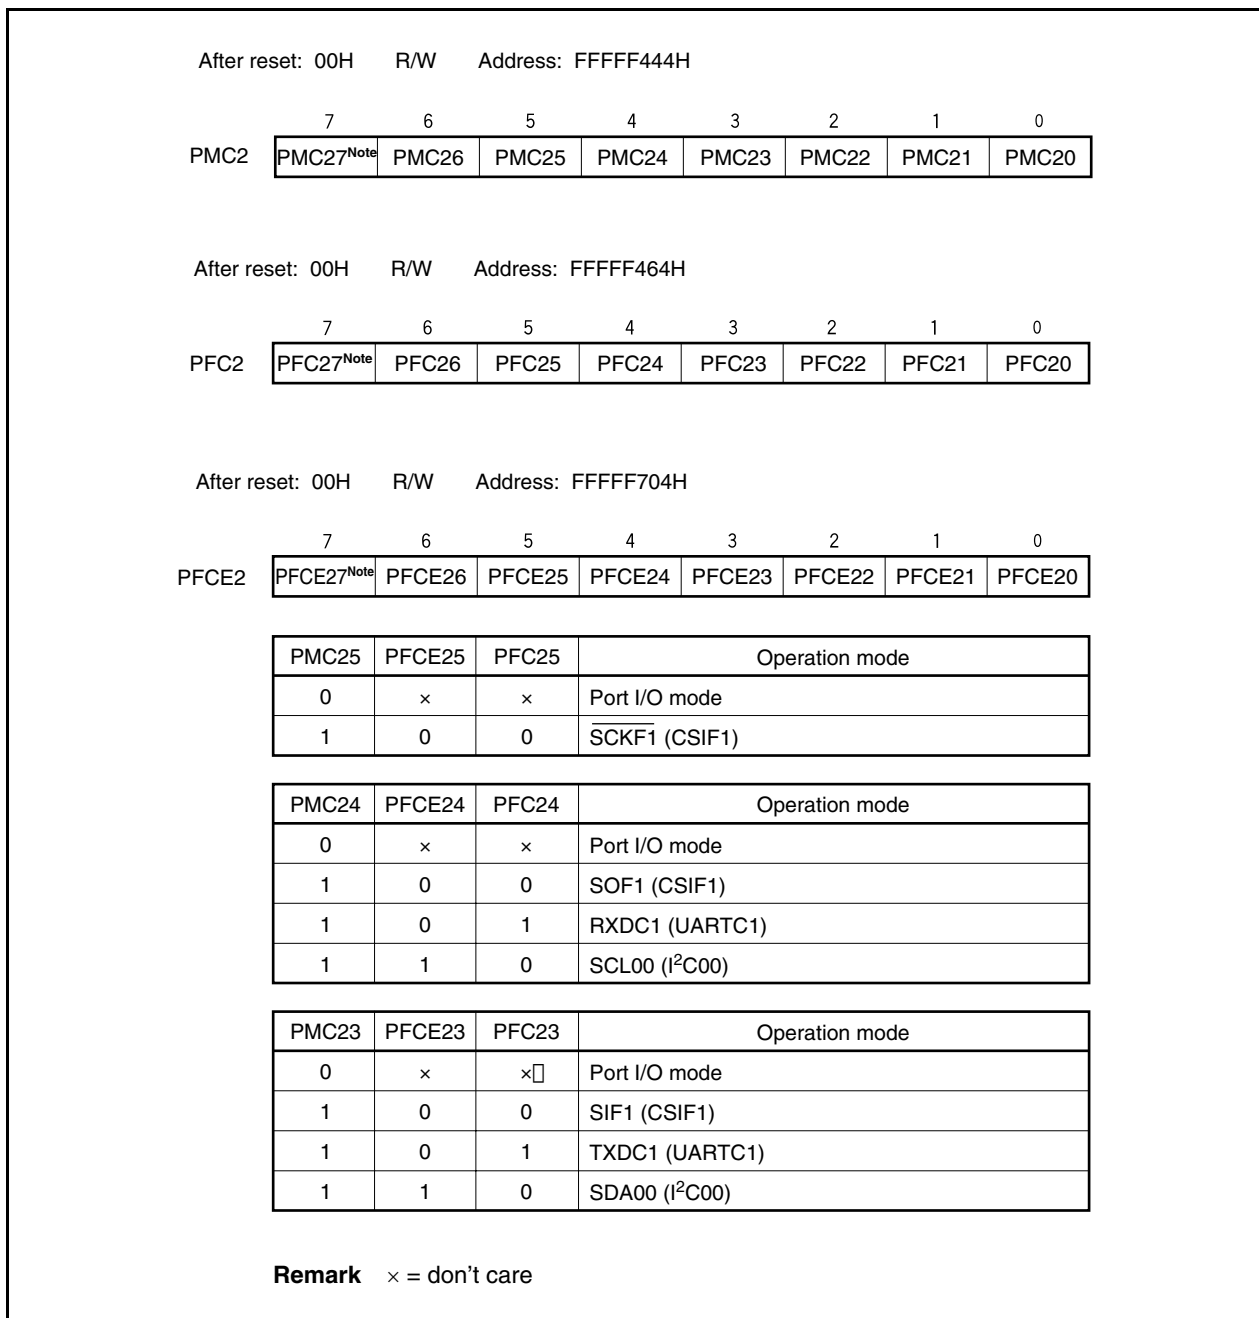 After reset: 00H R/W Address: FFFFF444H
7 6 5 4 3 2 1 0
PMC2 PMC27Note PMC26 PMC25 PMC24 PMC23 PMC22 PMC21 PMC20
After reset: 00H R/W Address: FFFFF464H
7 6 5 4 3 2 1 0
PFC2 PFC27Note PFC26 PFC25 PFC24 PFC23 PFC22 PFC21 PFC20
After reset: 00H R/W Address: FFFFF704H
7 6 5 4 3 2 1 0
PFCE2 PFCE27Note PFCE26 PFCE25 PFCE24 PFCE23 PFCE22 PFCE21 PFCE20
PMC25 PFCE25 PFC25 Operation mode
0 × × Port I/O mode
1 0 0 S̅C̅K̅F̅1̅ (CSIF1)
PMC24 PFCE24 PFC24 Operation mode
0 × × Port I/O mode
1 0 0 SOF1 (CSIF1)
1 0 1 RXDC1 (UARTC1)
1 1 0 SCL00 (I²C00)
PMC23 PFCE23 PFC23 Operation mode
0 × ×▯ Port I/O mode
1 0 0 SIF1 (CSIF1)
1 0 1 TXDC1 (UARTC1)
1 1 0 SDA00 (I²C00)
Remark × = don't care